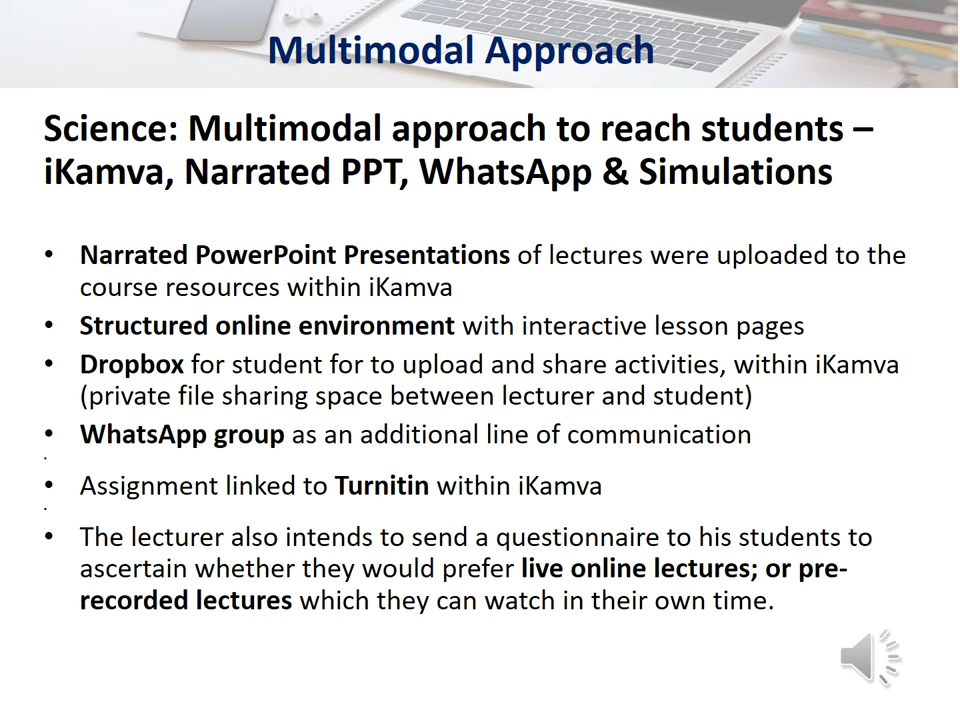 Multimodal Approach
Science: Multimodal approach to reach students –
iKamva, Narrated PPT, WhatsApp & Simulations
• Narrated PowerPoint Presentations of lectures were uploaded to the
course resources within iKamva
• Structured online environment with interactive lesson pages
• Dropbox for student for to upload and share activities, within iKamva
(private file sharing space between lecturer and student)
• WhatsApp group as an additional line of communication
• Assignment linked to Turnitin within iKamva
• The lecturer also intends to send a questionnaire to his students to
ascertain whether they would prefer live online lectures; or pre-
recorded lectures which they can watch in their own time.